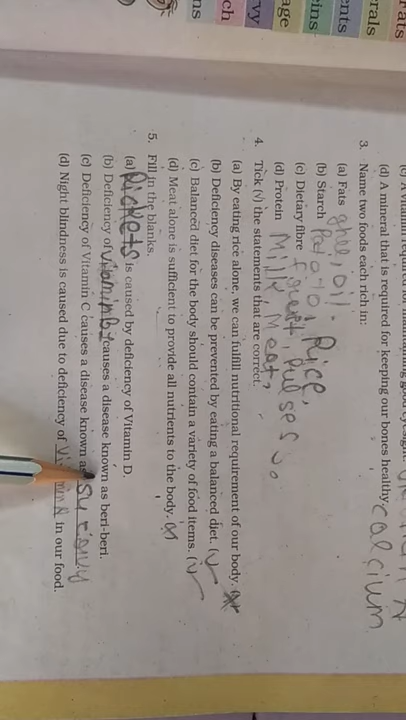 (d) A mineral that is required for keeping our bones healthy calcium
3. Name two foods each rich in:
(a) Fats ghee, oil.
(b) Starch Potato, Rice,
(c) Dietary fibre Pulses
(d) Protein Milk, Meat,
4. Tick (√) the statements that are correct.
(a) By eating rice alone, we can fulfill nutritional requirement of our body. (x)
(b) Deficiency diseases can be prevented by eating a balanced diet. (✓)
(c) Balanced diet for the body should contain a variety of food items. (✓)
(d) Meat alone is sufficient to provide all nutrients to the body. (x)
5. Fill in the blanks.
(a) Rickets is caused by deficiency of Vitamin D.
(b) Deficiency of causes a disease known as beri-beri.
(c) Deficiency of Vitamin C causes a disease known as
(d) Night blindness is caused due to deficiency of in our food.